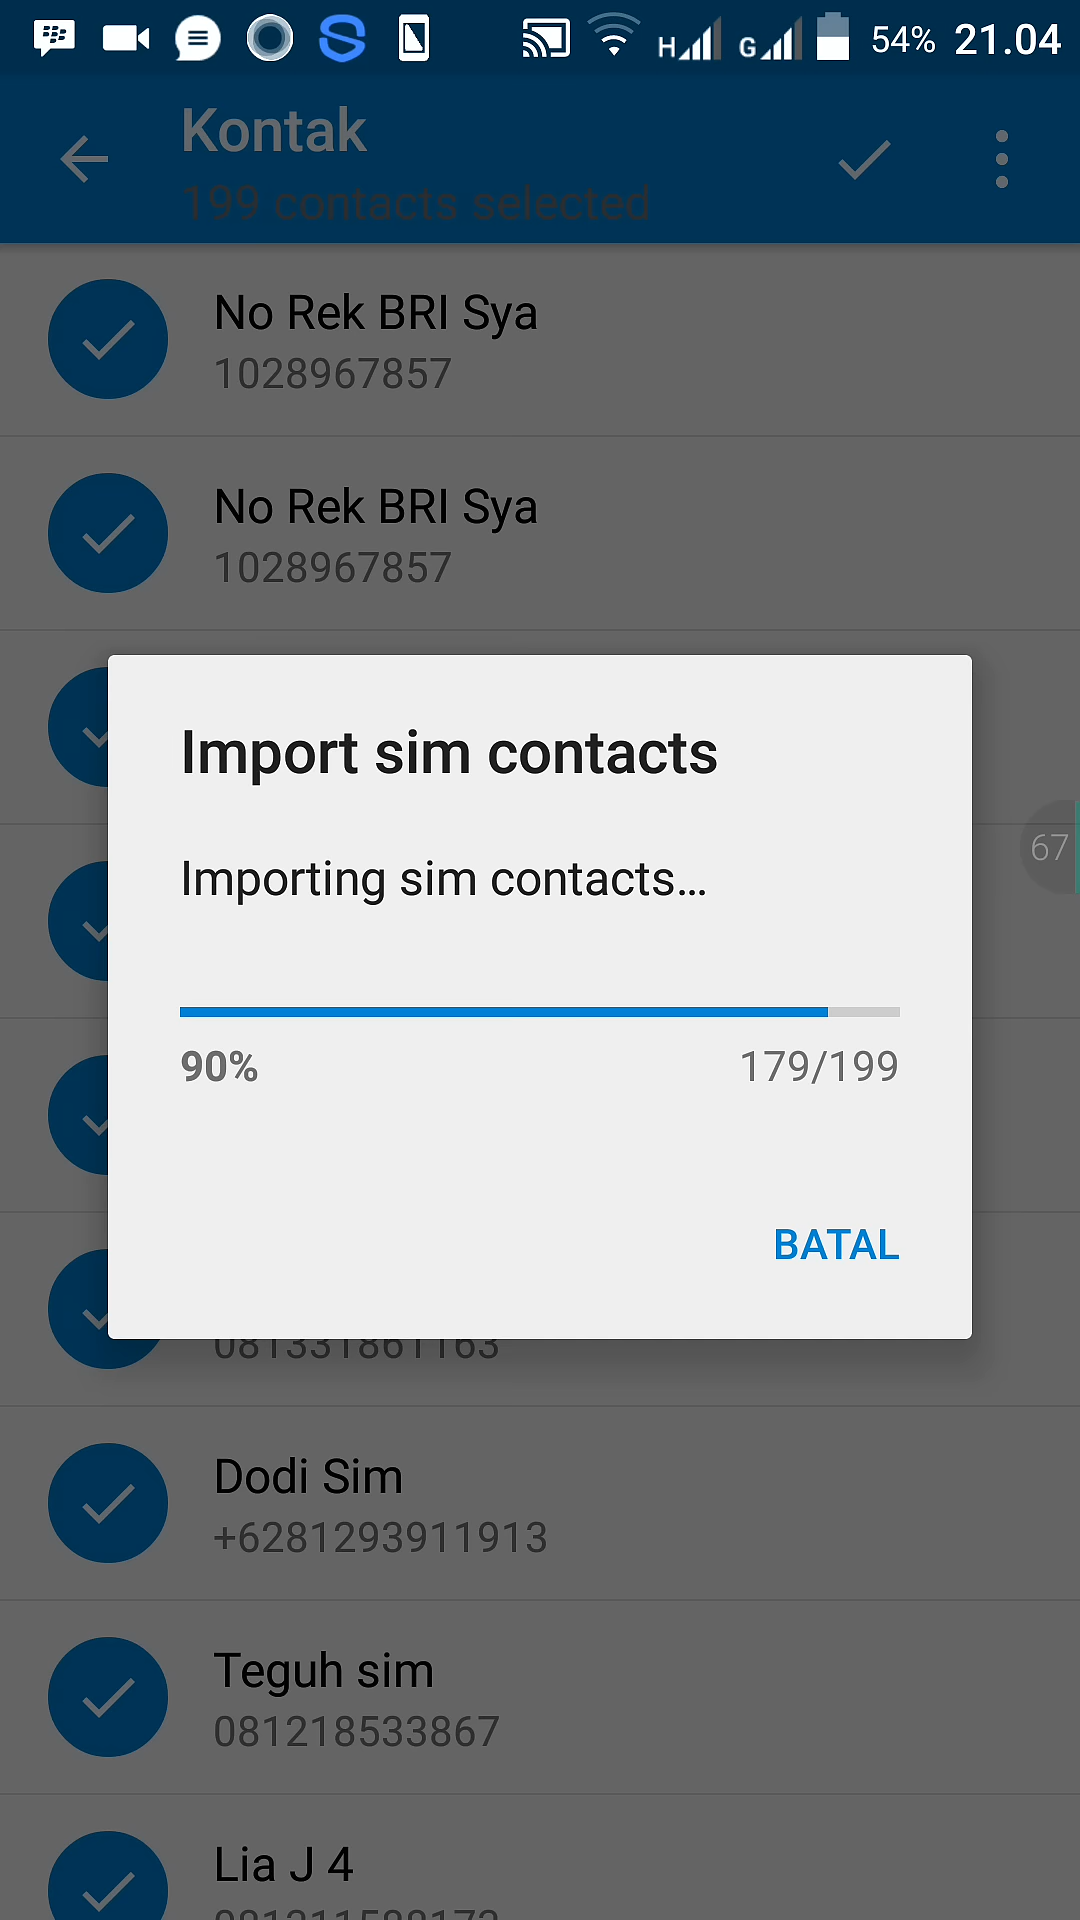 54% 21.04
Kontak
199 contacts selected
No Rek BRI Sya
1028967857
No Rek BRI Sya
1028967857
67
Import sim contacts
Importing sim contacts...
90% 179/199
BATAL
081331861163
Dodi Sim
+6281293911913
Teguh sim
081218533867
Lia J 4